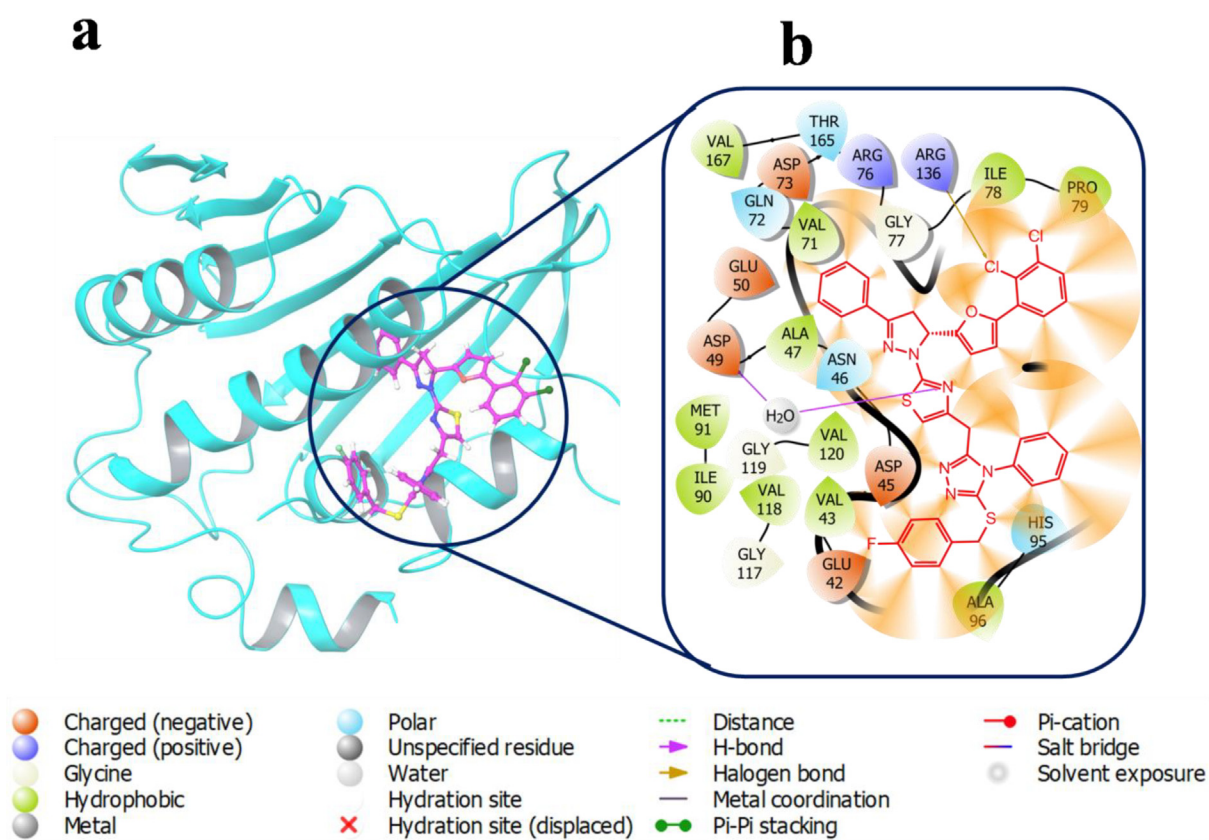 a
b
THR
165
VAL
167
ASP
73
ARG
76
ARG
136
ILE
78
PRO
79
GLN
72
VAL
71
GLY
77
Cl
Cl
GLU
50
O
ASP
49
ALA
47
ASN
46
N
N
H₂O
S
N
MET
91
GLY
119
VAL
120
ASP
45
ILE
90
VAL
118
VAL
43
N
N
N
S
HIS
95
GLY
117
GLU
42
F
ALA
96
Charged (negative)
Charged (positive)
Glycine
Hydrophobic
Metal
Polar
Unspecified residue
Water
Hydration site
Hydration site (displaced)
Distance
H-bond
Halogen bond
Metal coordination
Pi-Pi stacking
Pi-cation
Salt bridge
Solvent exposure